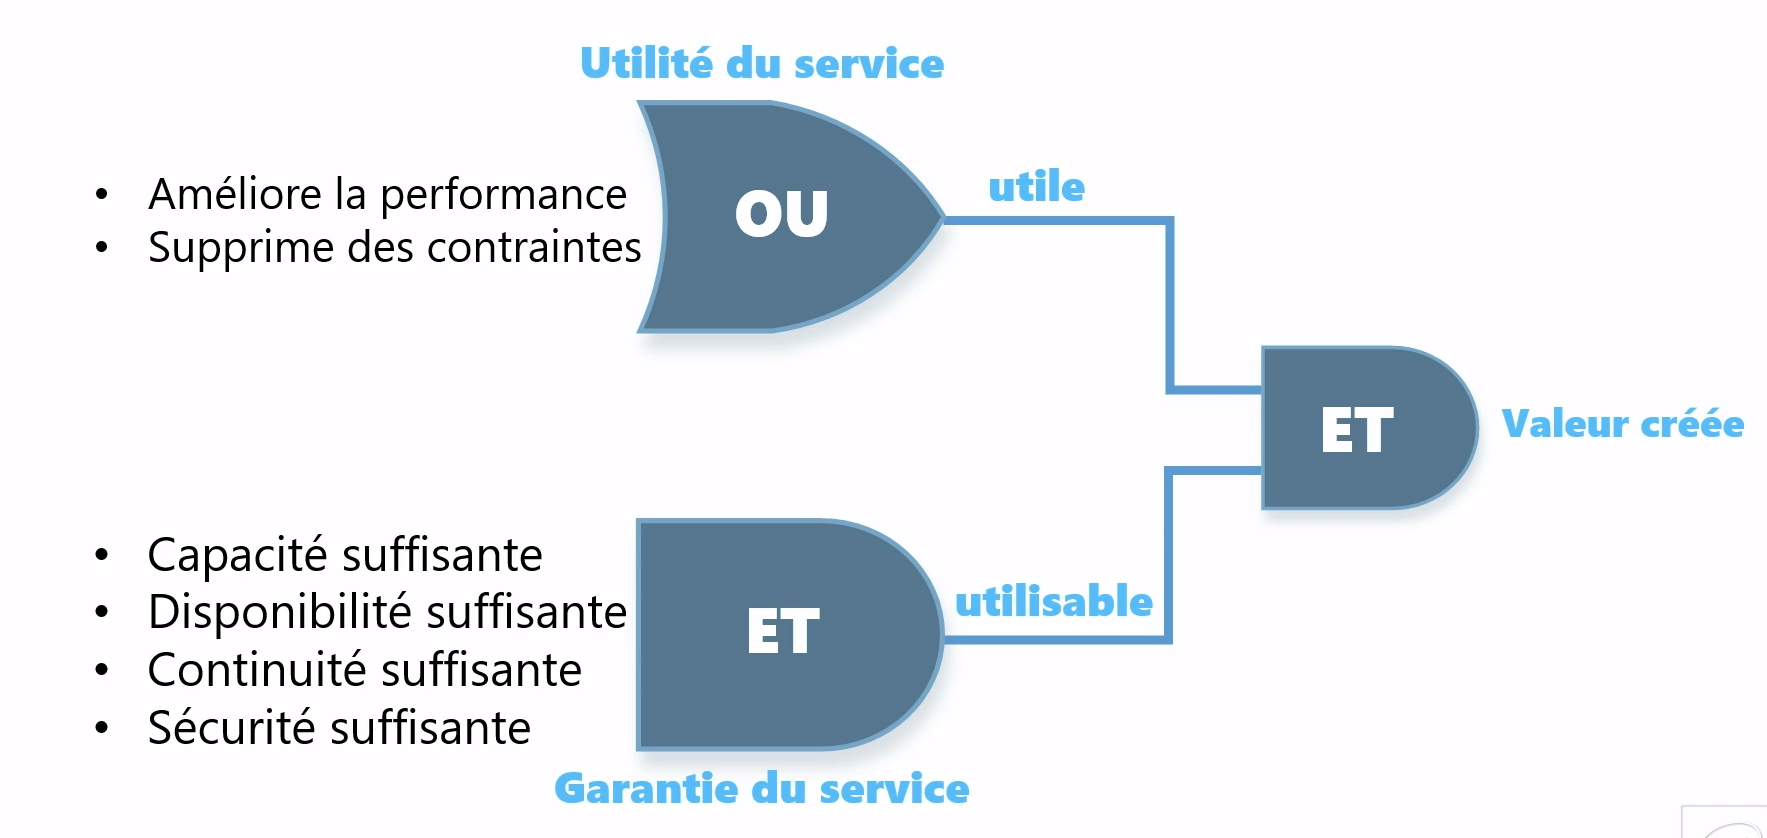 Utilité du service
• Améliore la performance
• Supprime des contraintes
OU
utile
ET
Valeur créée
• Capacité suffisante
• Disponibilité suffisante
• Continuité suffisante
• Sécurité suffisante
ET
utilisable
Garantie du service